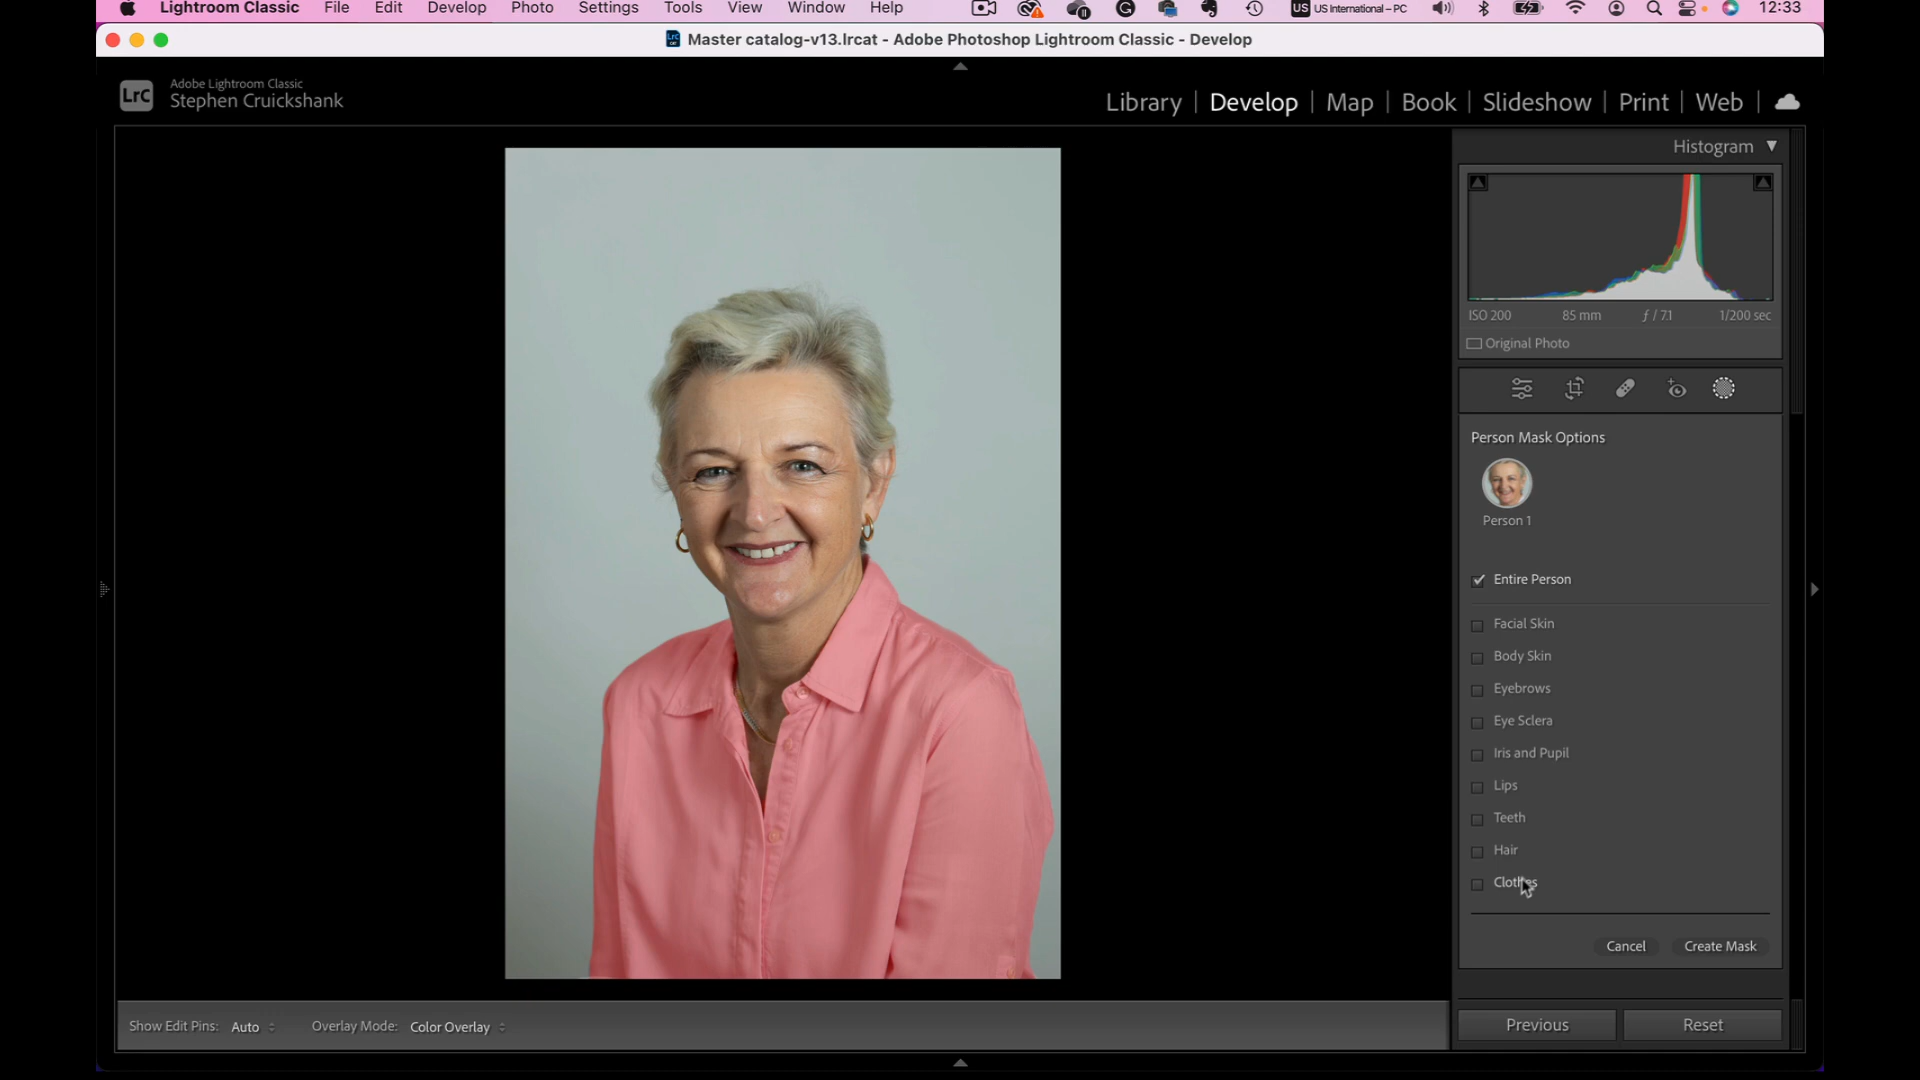 Lightroom Classic File Edit Develop Photo Settings Tools View Window Help US US International – PC 12:33
Master catalog-v13.lrcat - Adobe Photoshop Lightroom Classic - Develop
LrC Adobe Lightroom Classic
Stephen Cruickshank
Library | Develop | Map | Book | Slideshow | Print | Web |
Histogram
ISO 200 85 mm ƒ / 7.1 1/200 sec
Original Photo
Person Mask Options
Person 1
Entire Person
Facial Skin
Body Skin
Eyebrows
Eye Sclera
Iris and Pupil
Lips
Teeth
Hair
Clothes
Cancel Create Mask
Show Edit Pins: Auto Overlay Mode: Color Overlay
Previous Reset